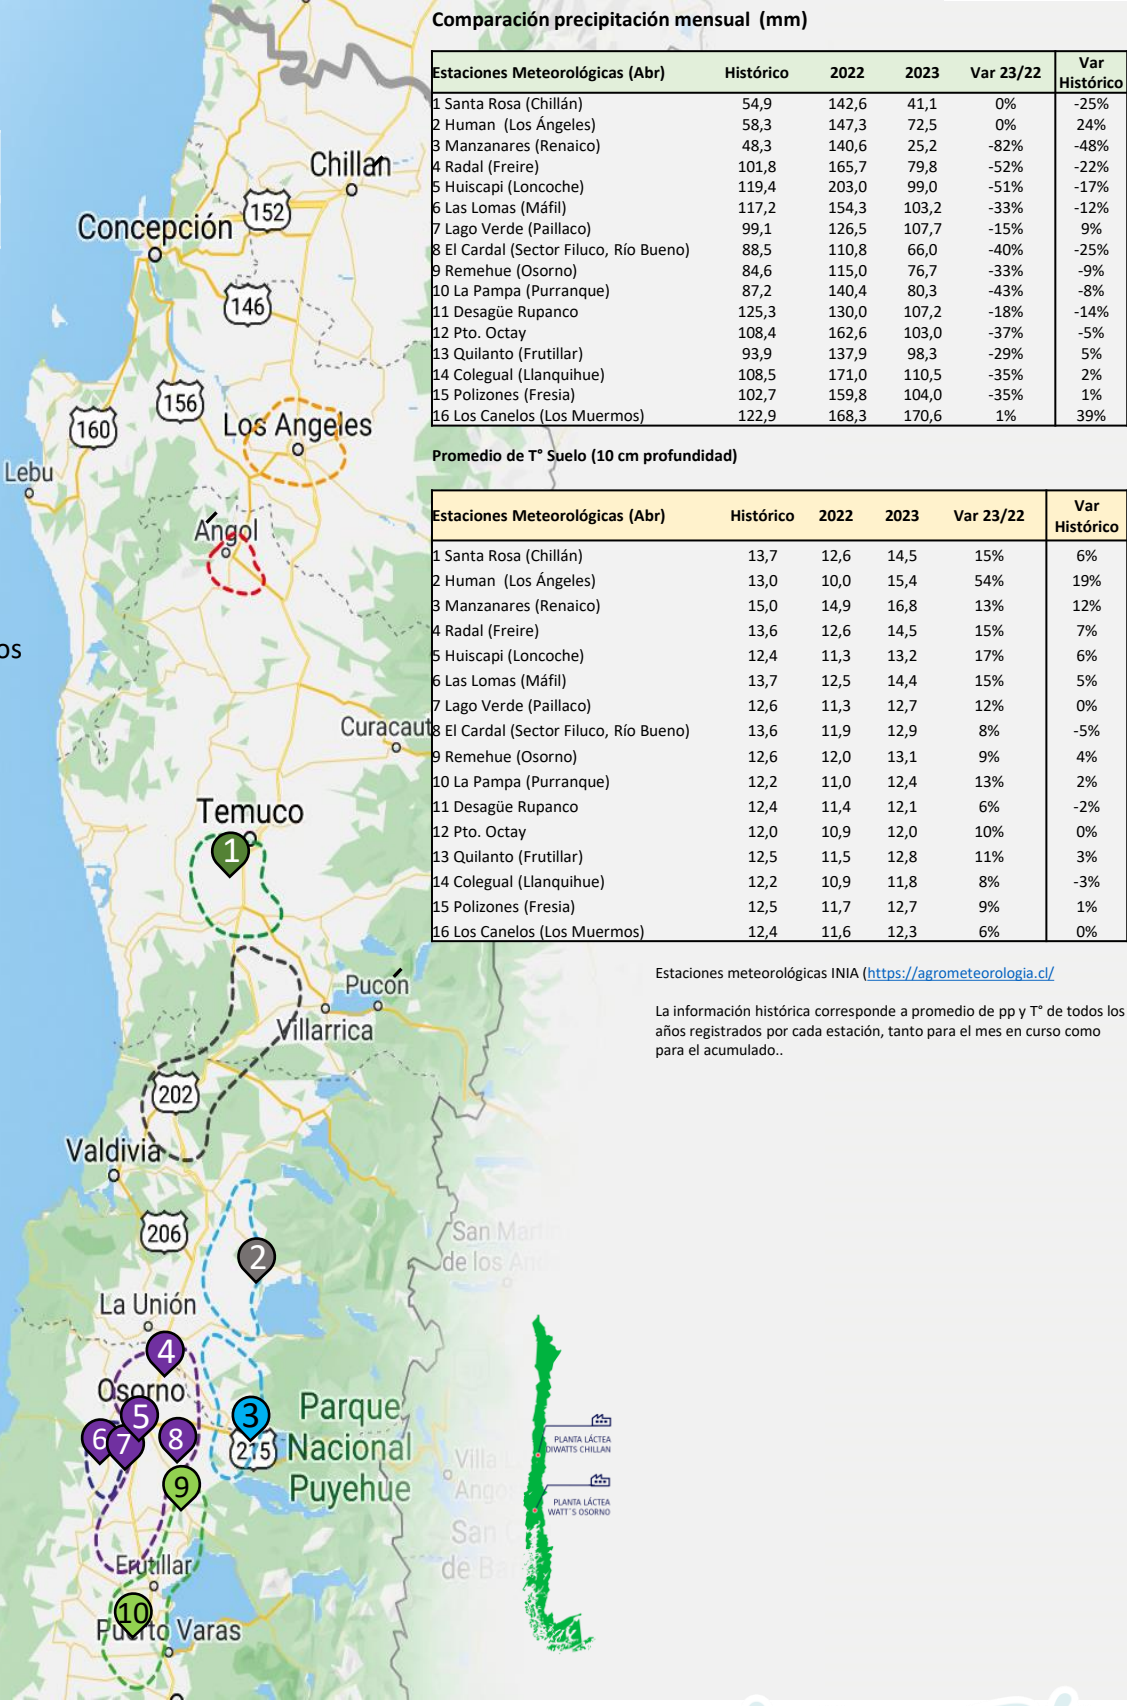 Comparación precipitación mensual (mm)
Estaciones Meteorológicas (Abr) Histórico 2022 2023 Var 23/22 Var Histórico
1 Santa Rosa (Chillán) 54,9 142,6 41,1 0% -25%
2 Human (Los Ángeles) 58,3 147,3 72,5 0% 24%
3 Manzanares (Renaico) 48,3 140,6 25,2 -82% -48%
4 Radal (Freire) 101,8 165,7 79,8 -52% -22%
5 Huiscapi (Loncoche) 119,4 203,0 99,0 -51% -17%
6 Las Lomas (Máfil) 117,2 154,3 103,2 -33% -12%
7 Lago Verde (Paillaco) 99,1 126,5 107,7 -15% 9%
8 El Cardal (Sector Filuco, Río Bueno) 88,5 110,8 66,0 -40% -25%
9 Remehue (Osorno) 84,6 115,0 76,7 -33% -9%
10 La Pampa (Purranque) 87,2 140,4 80,3 -43% -8%
11 Desagüe Rupanco 125,3 130,0 107,2 -18% -14%
12 Pto. Octay 108,4 162,6 103,0 -37% -5%
13 Quilanto (Frutillar) 93,9 137,9 98,3 -29% 5%
14 Colegual (Llanquihue) 108,5 171,0 110,5 -35% 2%
15 Polizones (Fresia) 102,7 159,8 104,0 -35% 1%
16 Los Canelos (Los Muermos) 122,9 168,3 170,6 1% 39%
Promedio de T° Suelo (10 cm profundidad)
Estaciones Meteorológicas (Abr) Histórico 2022 2023 Var 23/22 Var Histórico
1 Santa Rosa (Chillán) 13,7 12,6 14,5 15% 6%
2 Human (Los Ángeles) 13,0 10,0 15,4 54% 19%
3 Manzanares (Renaico) 15,0 14,9 16,8 13% 12%
4 Radal (Freire) 13,6 12,6 14,5 15% 7%
5 Huiscapi (Loncoche) 12,4 11,3 13,2 17% 6%
6 Las Lomas (Máfil) 13,7 12,5 14,4 15% 5%
7 Lago Verde (Paillaco) 12,6 11,3 12,7 12% 0%
8 El Cardal (Sector Filuco, Río Bueno) 13,6 11,9 12,9 8% -5%
9 Remehue (Osorno) 12,6 12,0 13,1 9% 4%
10 La Pampa (Purranque) 12,2 11,0 12,4 13% 2%
11 Desagüe Rupanco 12,4 11,4 12,1 6% -2%
12 Pto. Octay 12,0 10,9 12,0 10% 0%
13 Quilanto (Frutillar) 12,5 11,5 12,8 11% 3%
14 Colegual (Llanquihue) 12,2 10,9 11,8 8% -3%
15 Polizones (Fresia) 12,5 11,7 12,7 9% 1%
16 Los Canelos (Los Muermos) 12,4 11,6 12,3 6% 0%
Estaciones meteorológicas INIA (https://agrometeorologia.cl/
La información histórica corresponde a promedio de pp y T° de todos los
años registrados por cada estación, tanto para el mes en curso como
para el acumulado..
Chillán
152
Concepción
146
156
160
Los Angeles
Lebu
Angol
os
Curacaut
Temuco
1
Pucón
Villarrica
202
Valdivia
206
San Mart
de los An
2
La Unión
4
Osorno
5
3
6
7
8
215
Parque
Nacional
Puyehue
9
Villa
Ango
San
de Ba
Frutillar
10
Puerto Varas
PLANTA LÁCTEA
DIWATTS CHILLAN
PLANTA LÁCTEA
WATT´S OSORNO